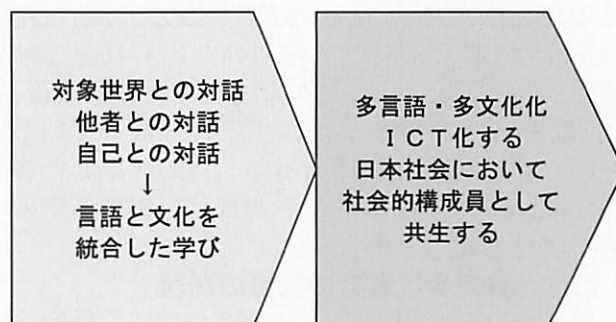 対象世界との対話
他者との対話
自己との対話
↓
言語と文化を
統合した学び
多言語・多文化化
ＩＣＴ化する
日本社会において
社会的構成員として
共生する